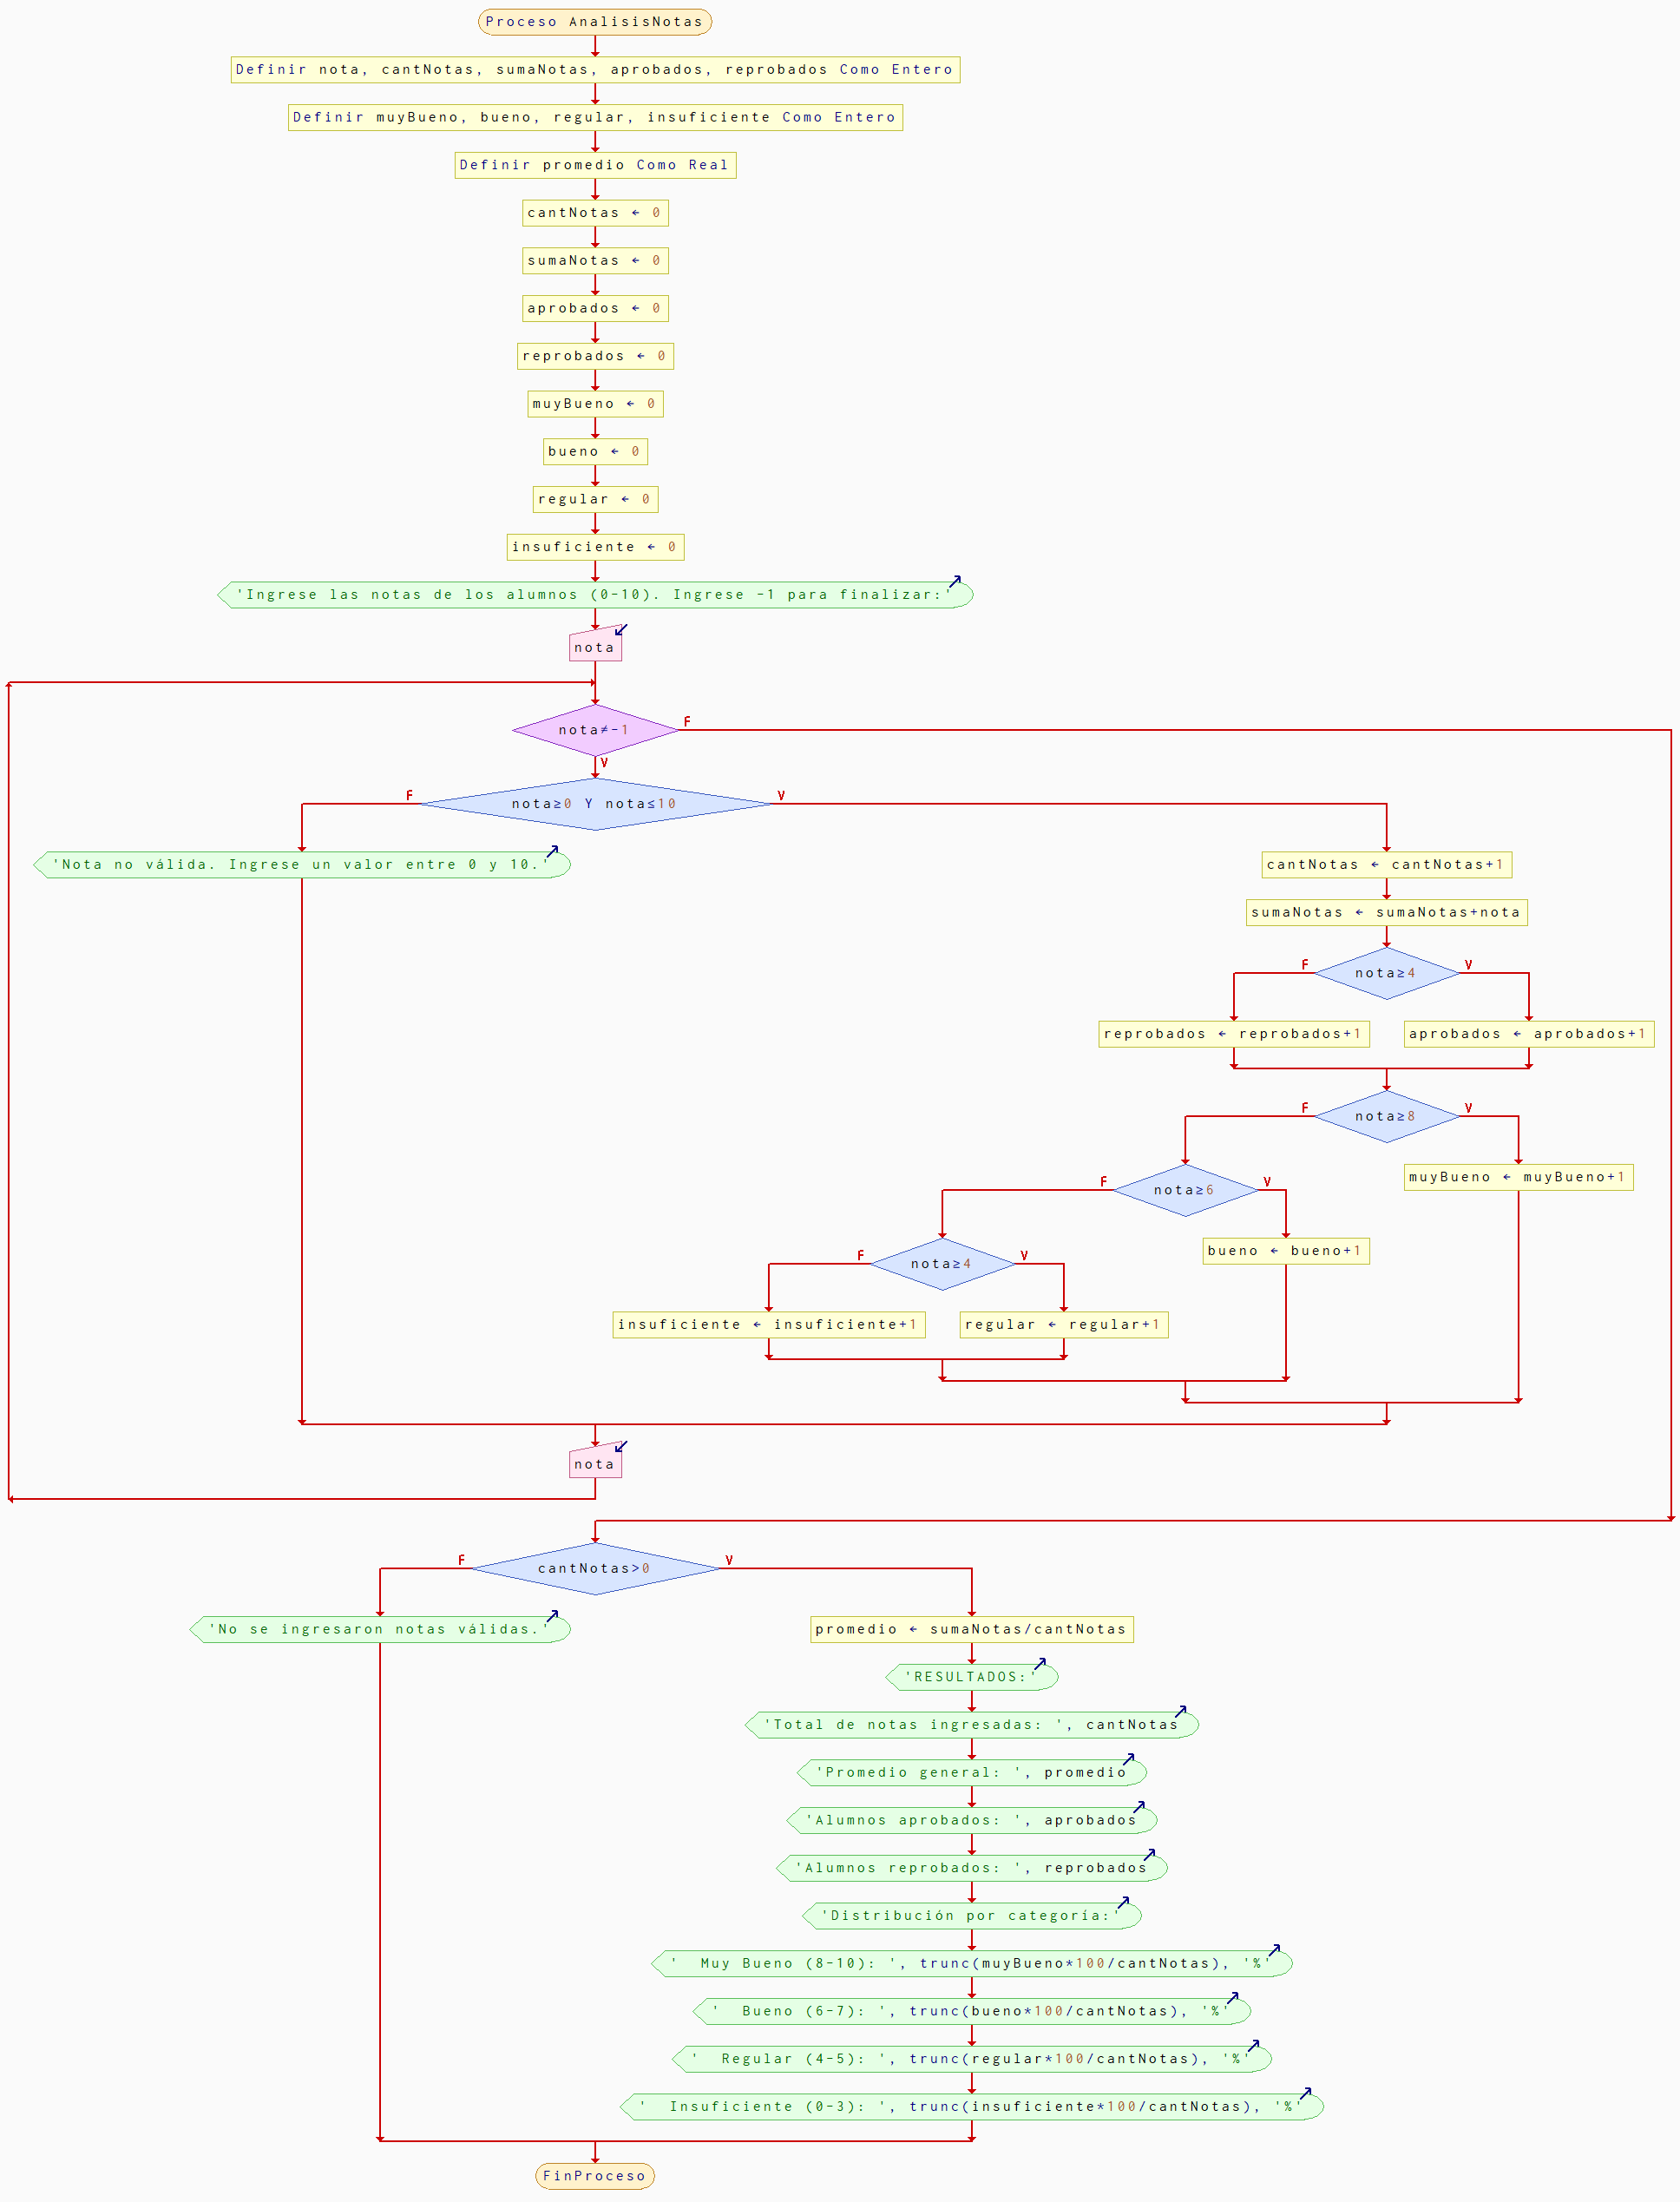 Proceso AnalisisNotas
Definir nota, cantNotas, sumaNotas, aprobados, reprobados Como Entero
Definir muyBueno, bueno, regular, insuficiente Como Entero
Definir promedio Como Real
cantNotas ← 0
sumaNotas ← 0
aprobados ← 0
reprobados ← 0
muyBueno ← 0
bueno ← 0
regular ← 0
insuficiente ← 0
'Ingrese las notas de los alumnos (0-10). Ingrese -1 para finalizar:'
nota
nota≠-1
F
V
F
nota≥0 Y nota≤10
V
'Nota no válida. Ingrese un valor entre 0 y 10.'
cantNotas ← cantNotas+1
sumaNotas ← sumaNotas+nota
F
nota≥4
V
reprobados ← reprobados+1
aprobados ← aprobados+1
F
nota≥8
V
muyBueno ← muyBueno+1
F
nota≥6
V
bueno ← bueno+1
F
nota≥4
V
insuficiente ← insuficiente+1
regular ← regular+1
nota
F
cantNotas>0
V
'No se ingresaron notas válidas.'
promedio ← sumaNotas/cantNotas
'RESULTADOS:'
'Total de notas ingresadas: ', cantNotas
'Promedio general: ', promedio
'Alumnos aprobados: ', aprobados
'Alumnos reprobados: ', reprobados
'Distribución por categoría:'
'  Muy Bueno (8-10): ', trunc(muyBueno*100/cantNotas), '%'
'  Bueno (6-7): ', trunc(bueno*100/cantNotas), '%'
'  Regular (4-5): ', trunc(regular*100/cantNotas), '%'
'  Insuficiente (0-3): ', trunc(insuficiente*100/cantNotas), '%'
FinProceso